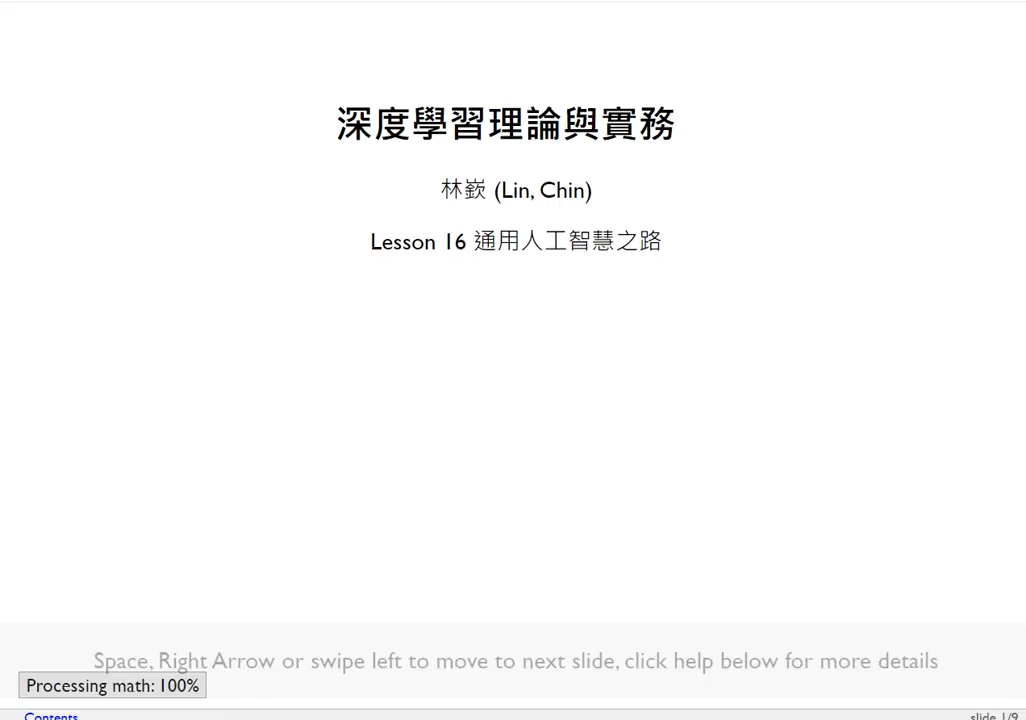 深度學習理論與實務
林嶔 (Lin, Chin)
Lesson 16 通用人工智慧之路
Space, Right Arrow or swipe left to move to next slide, click help below for more details
Processing math: 100%
Contents
slide 1/9